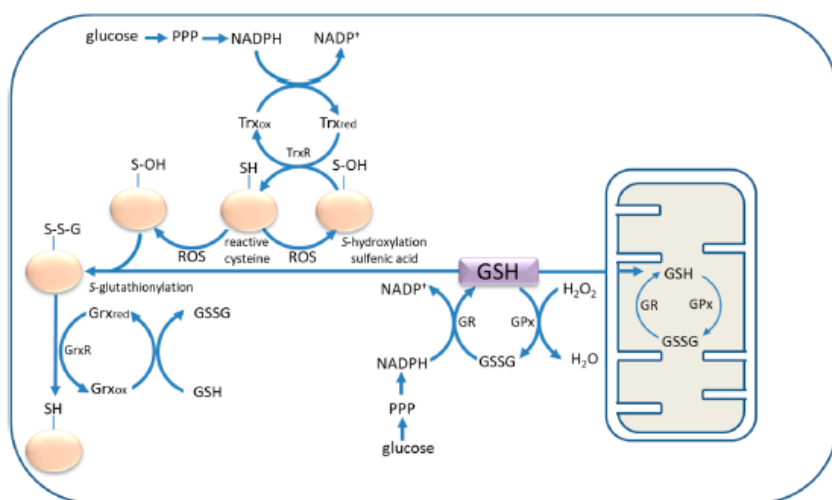 glucose PPP NADPH NADP⁺
Trxox Trxred
TrxR
S-OH SH S-OH
S-S-G
ROS reactive cysteine ROS S-hydroxylation sulfenic acid
S-glutathionylation
GSH
NADP⁺ H₂O₂
GSH
GR GPx
GSSG
Grxred GSSG
GrxR
Grxox GSH
GR GPx
NADPH GSSG H₂O
PPP
SH
glucose